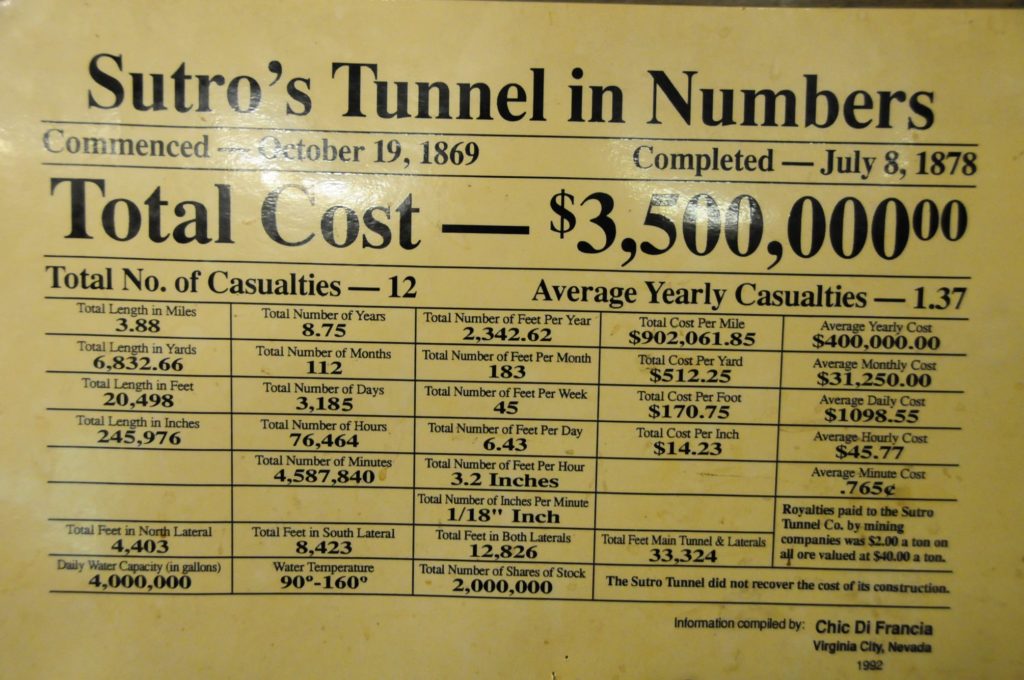 Sutro's Tunnel in Numbers
Commenced — October 19, 1869
Completed — July 8, 1878
Total Cost — $3,500,000⁰⁰
Total No. of Casualties — 12
Average Yearly Casualties — 1.37
Total Length in Miles
3.88
Total Number of Years
8.75
Total Number of Feet Per Year
2,342.62
Total Cost Per Mile
$902,061.85
Average Yearly Cost
$400,000.00
Total Length in Yards
6,832.66
Total Number of Months
112
Total Number of Feet Per Month
183
Total Cost Per Yard
$512.25
Average Monthly Cost
$31,250.00
Total Length in Feet
20,498
Total Number of Days
3,185
Total Number of Feet Per Week
45
Total Cost Per Foot
$170.75
Average Daily Cost
$1098.55
Total Length in Inches
245,976
Total Number of Hours
76,464
Total Number of Feet Per Day
6.43
Total Cost Per Inch
$14.23
Average Hourly Cost
$45.77
Total Number of Minutes
4,587,840
Total Number of Feet Per Hour
3.2 Inches
Average Minute Cost
.765¢
Total Number of Inches Per Minute
1/18" Inch
Royalties paid to the Sutro
Tunnel Co. by mining
companies was $2.00 a ton on
all ore valued at $40.00 a ton.
Total Feet in North Lateral
4,403
Total Feet in South Lateral
8,423
Total Feet in Both Laterals
12,826
Total Feet Main Tunnel & Laterals
33,324
Daily Water Capacity (in gallons)
4,000,000
Water Temperature
90°-160°
Total Number of Shares of Stock
2,000,000
The Sutro Tunnel did not recover the cost of its construction.
Information compiled by: Chic Di Francia
Virginia City, Nevada
1992